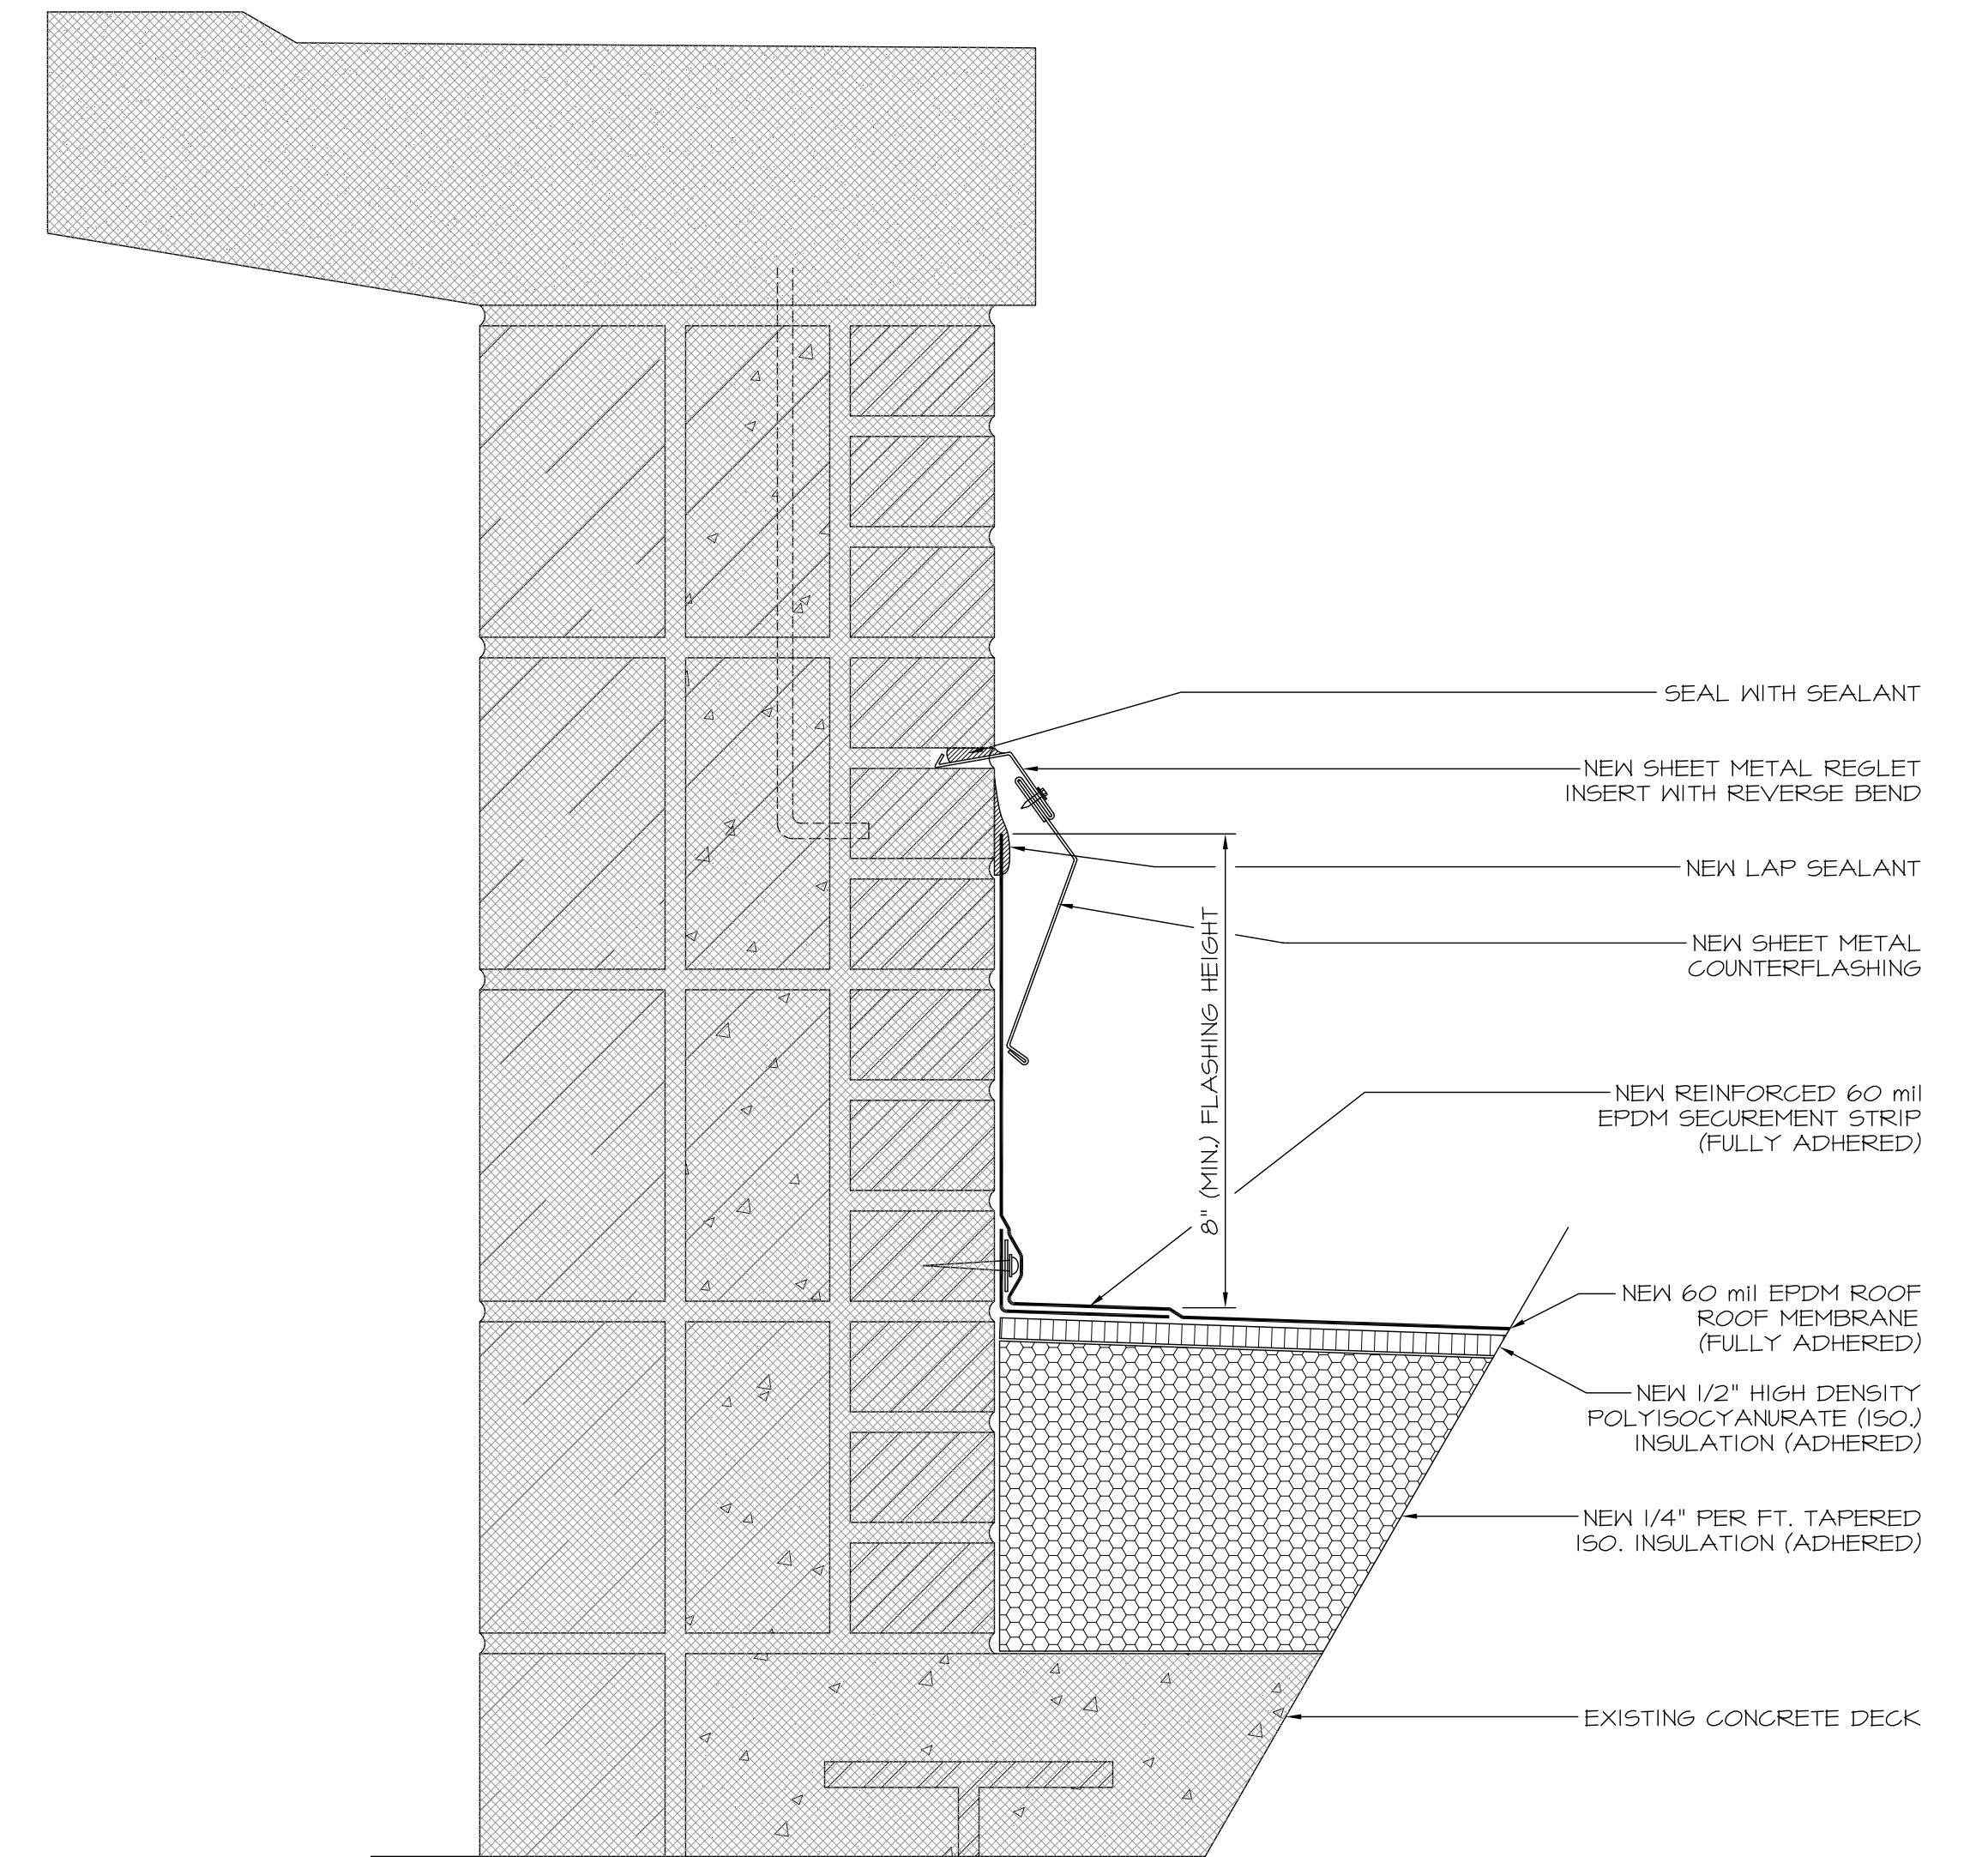 SEAL WITH SEALANT
NEW SHEET METAL REGLET
INSERT WITH REVERSE BEND
NEW LAP SEALANT
NEW SHEET METAL
COUNTERFLASHING
8" (MIN.) FLASHING HEIGHT
NEW REINFORCED 60 mil
EPDM SECUREMENT STRIP
(FULLY ADHERED)
NEW 60 mil EPDM ROOF
ROOF MEMBRANE
(FULLY ADHERED)
NEW 1/2" HIGH DENSITY
POLYISOCYANURATE (ISO.)
INSULATION (ADHERED)
NEW 1/4" PER FT. TAPERED
ISO. INSULATION (ADHERED)
EXISTING CONCRETE DECK